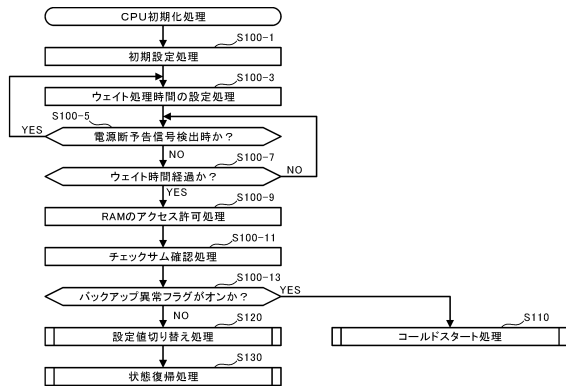 CPU初期化処理
S100-1
初期設定処理
S100-3
ウェイト処理時間の設定処理
S100-5
YES
電源断予告信号検出時か？
NO
S100-7
ウェイト時間経過か？
NO
YES
S100-9
RAMのアクセス許可処理
S100-11
チェックサム確認処理
S100-13
バックアップ異常フラグがオンか？
YES
NO
S120
設定値切り替え処理
S110
コールドスタート処理
S130
状態復帰処理